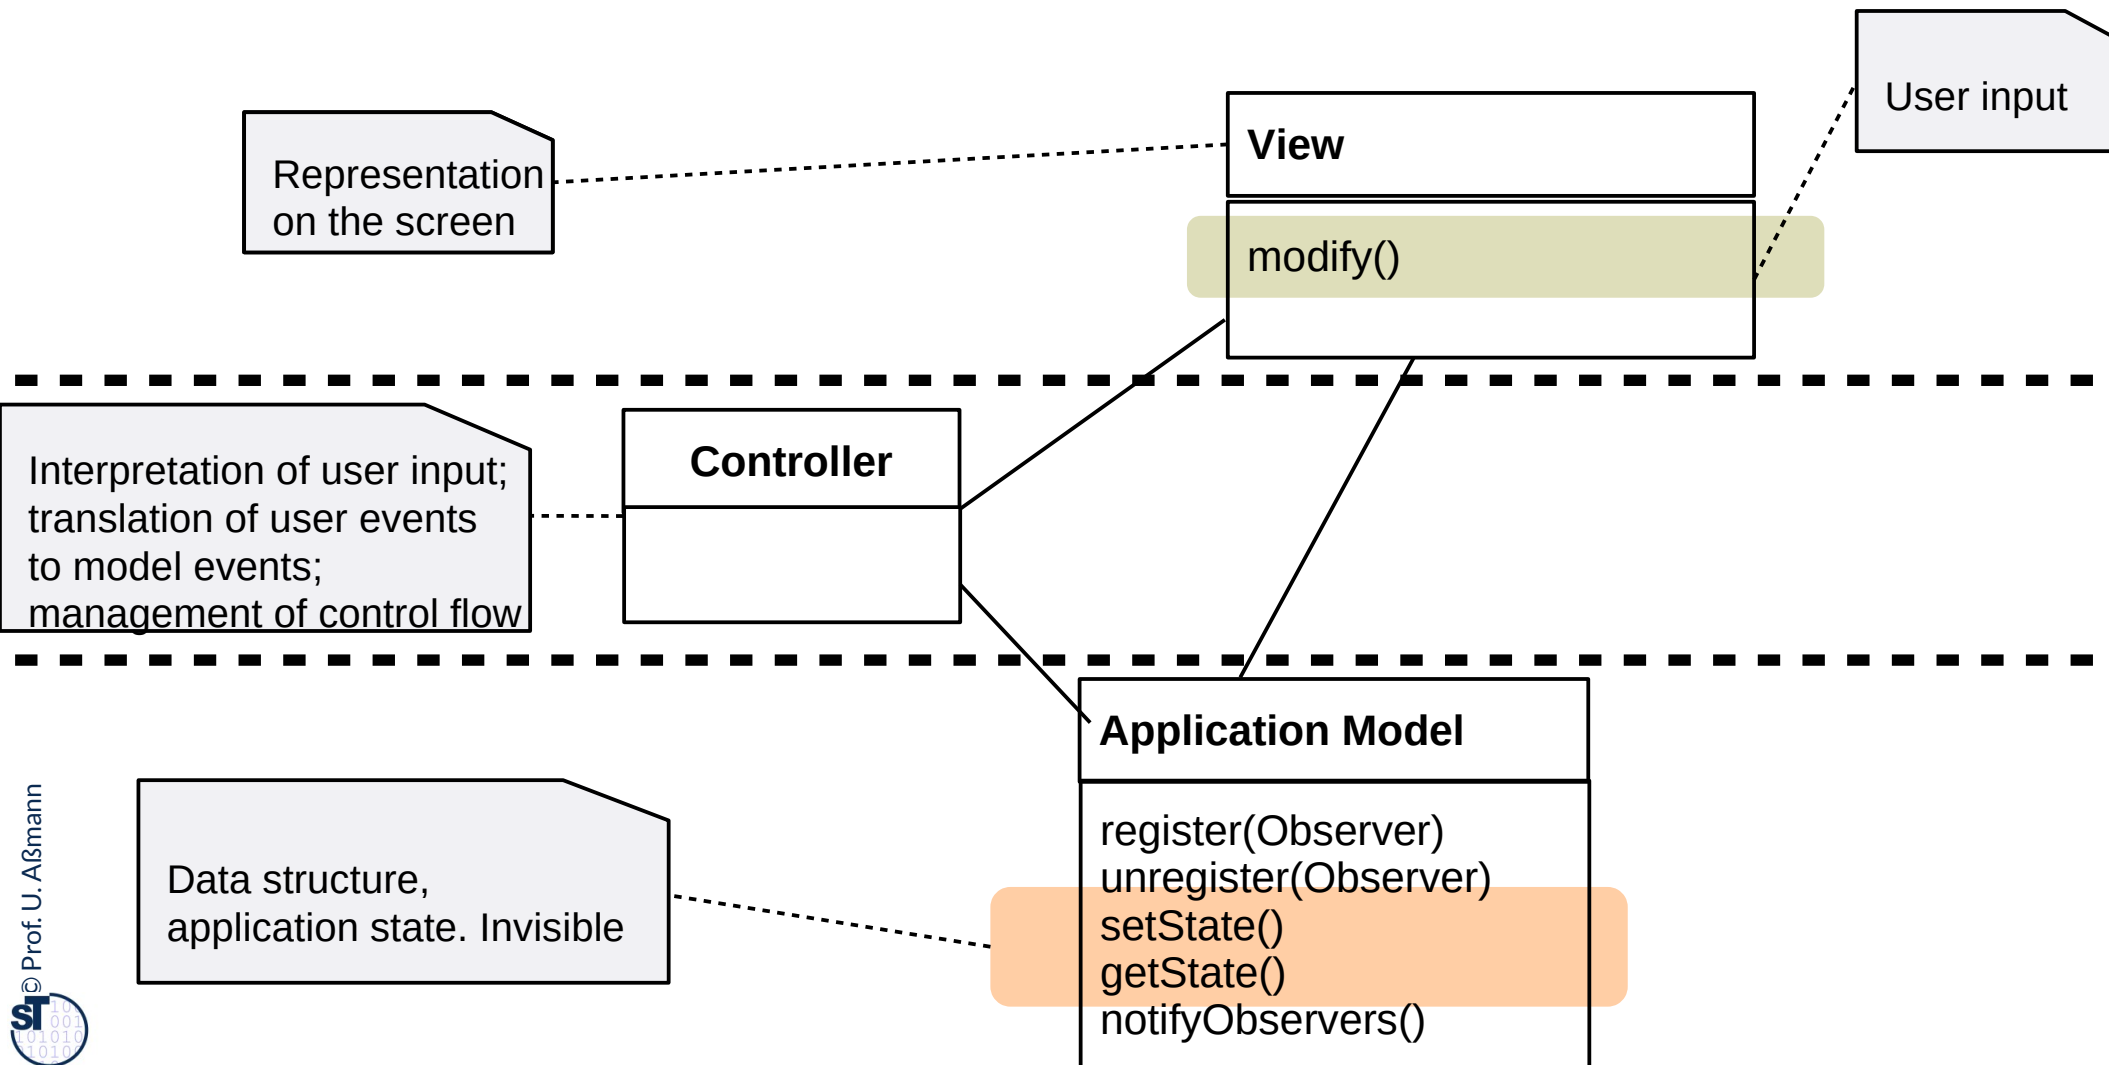 User input
View
Representation
on the screen
modify()
Controller
Interpretation of user input;
translation of user events
to model events;
management of control flow
Application Model
register(Observer)
unregister(Observer)
Data structure,
application state. Invisible
setState()
getState()
notifyObservers()
© Prof. U. Aßmann
ST